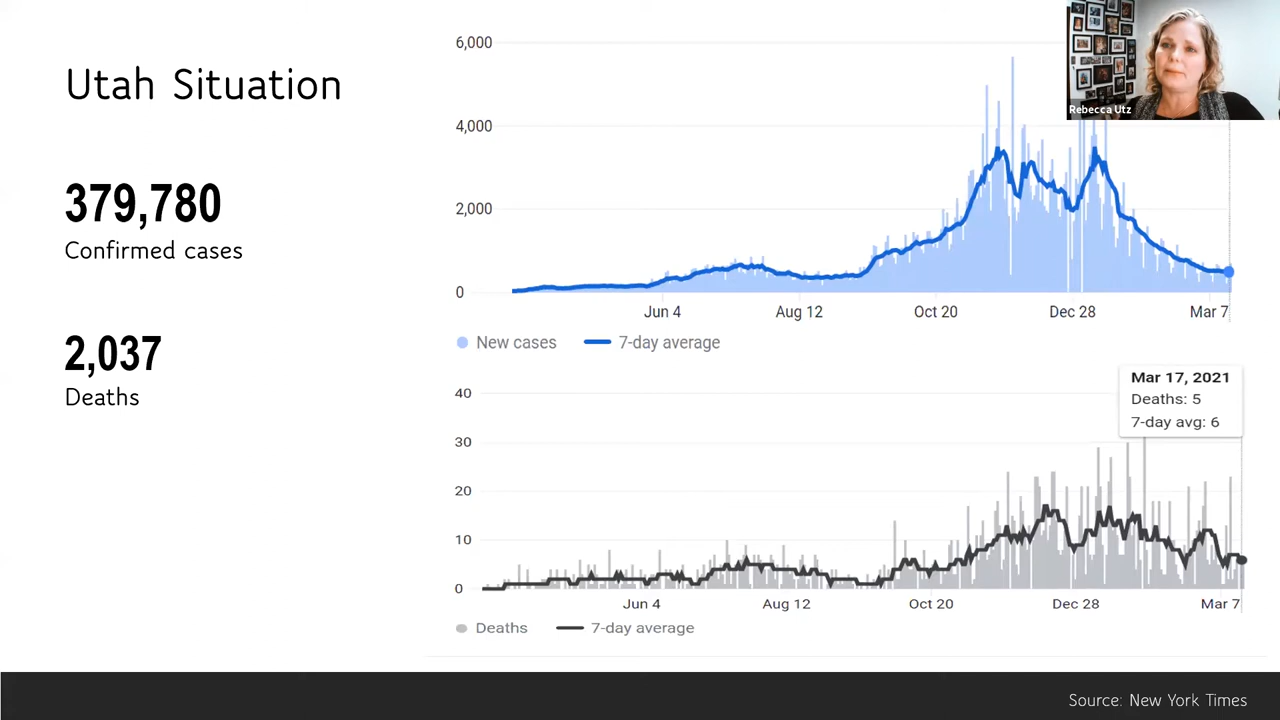 Utah Situation
379,780
Confirmed cases
2,037
Deaths
6,000
4,000
2,000
0
Jun 4
Aug 12
Oct 20
Dec 28
Mar 7
New cases
7-day average
Rebecca Utz
Mar 17, 2021
Deaths: 5
7-day avg: 6
40
30
20
10
0
Jun 4
Aug 12
Oct 20
Dec 28
Mar 7
Deaths
7-day average
Source: New York Times